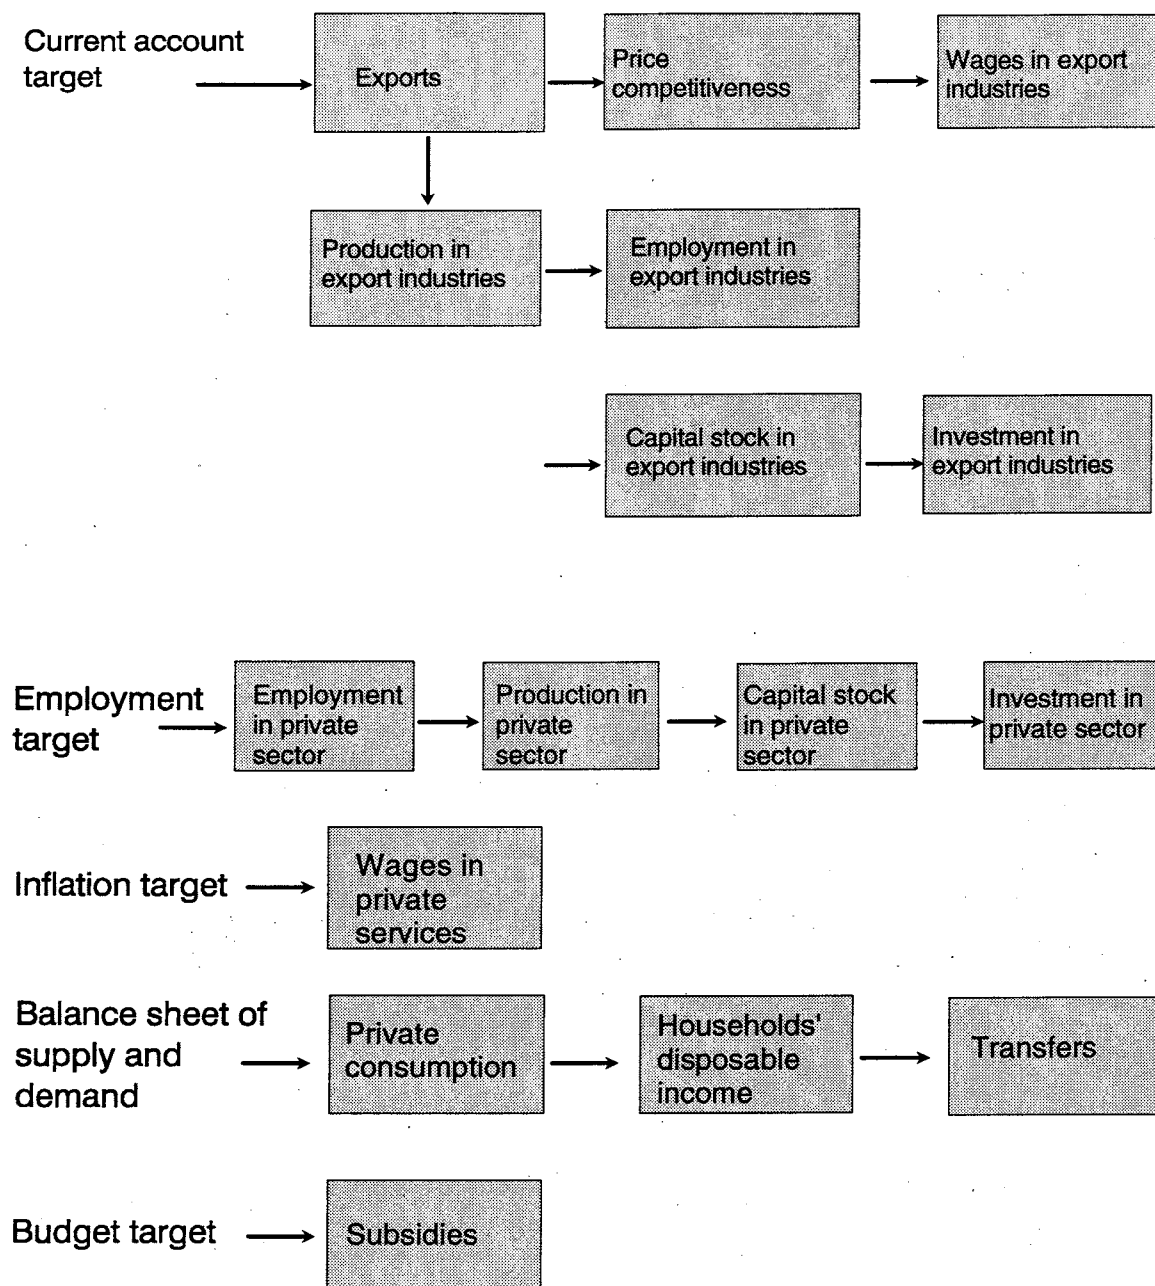 Current account
target
Exports
Price
competitiveness
Wages in export
industries
Production in
export industries
Employment in
export industries
Capital stock in
export industries
Investment in
export industries
Employment
target
Employment
in private
sector
Production in
private
sector
Capital stock
in private
sector
Investment in
private sector
Inflation target
Wages in
private
services
Balance sheet of
supply and
demand
Private
consumption
Households'
disposable
income
Transfers
Budget target
Subsidies